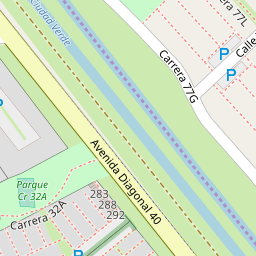 Carrera 77L
Calle
Ciudad Verde
Carrera 77G
P
P
Avenida Diagonal 40
Parque
Cr 32A
283
288
292
Carrera 32A
P